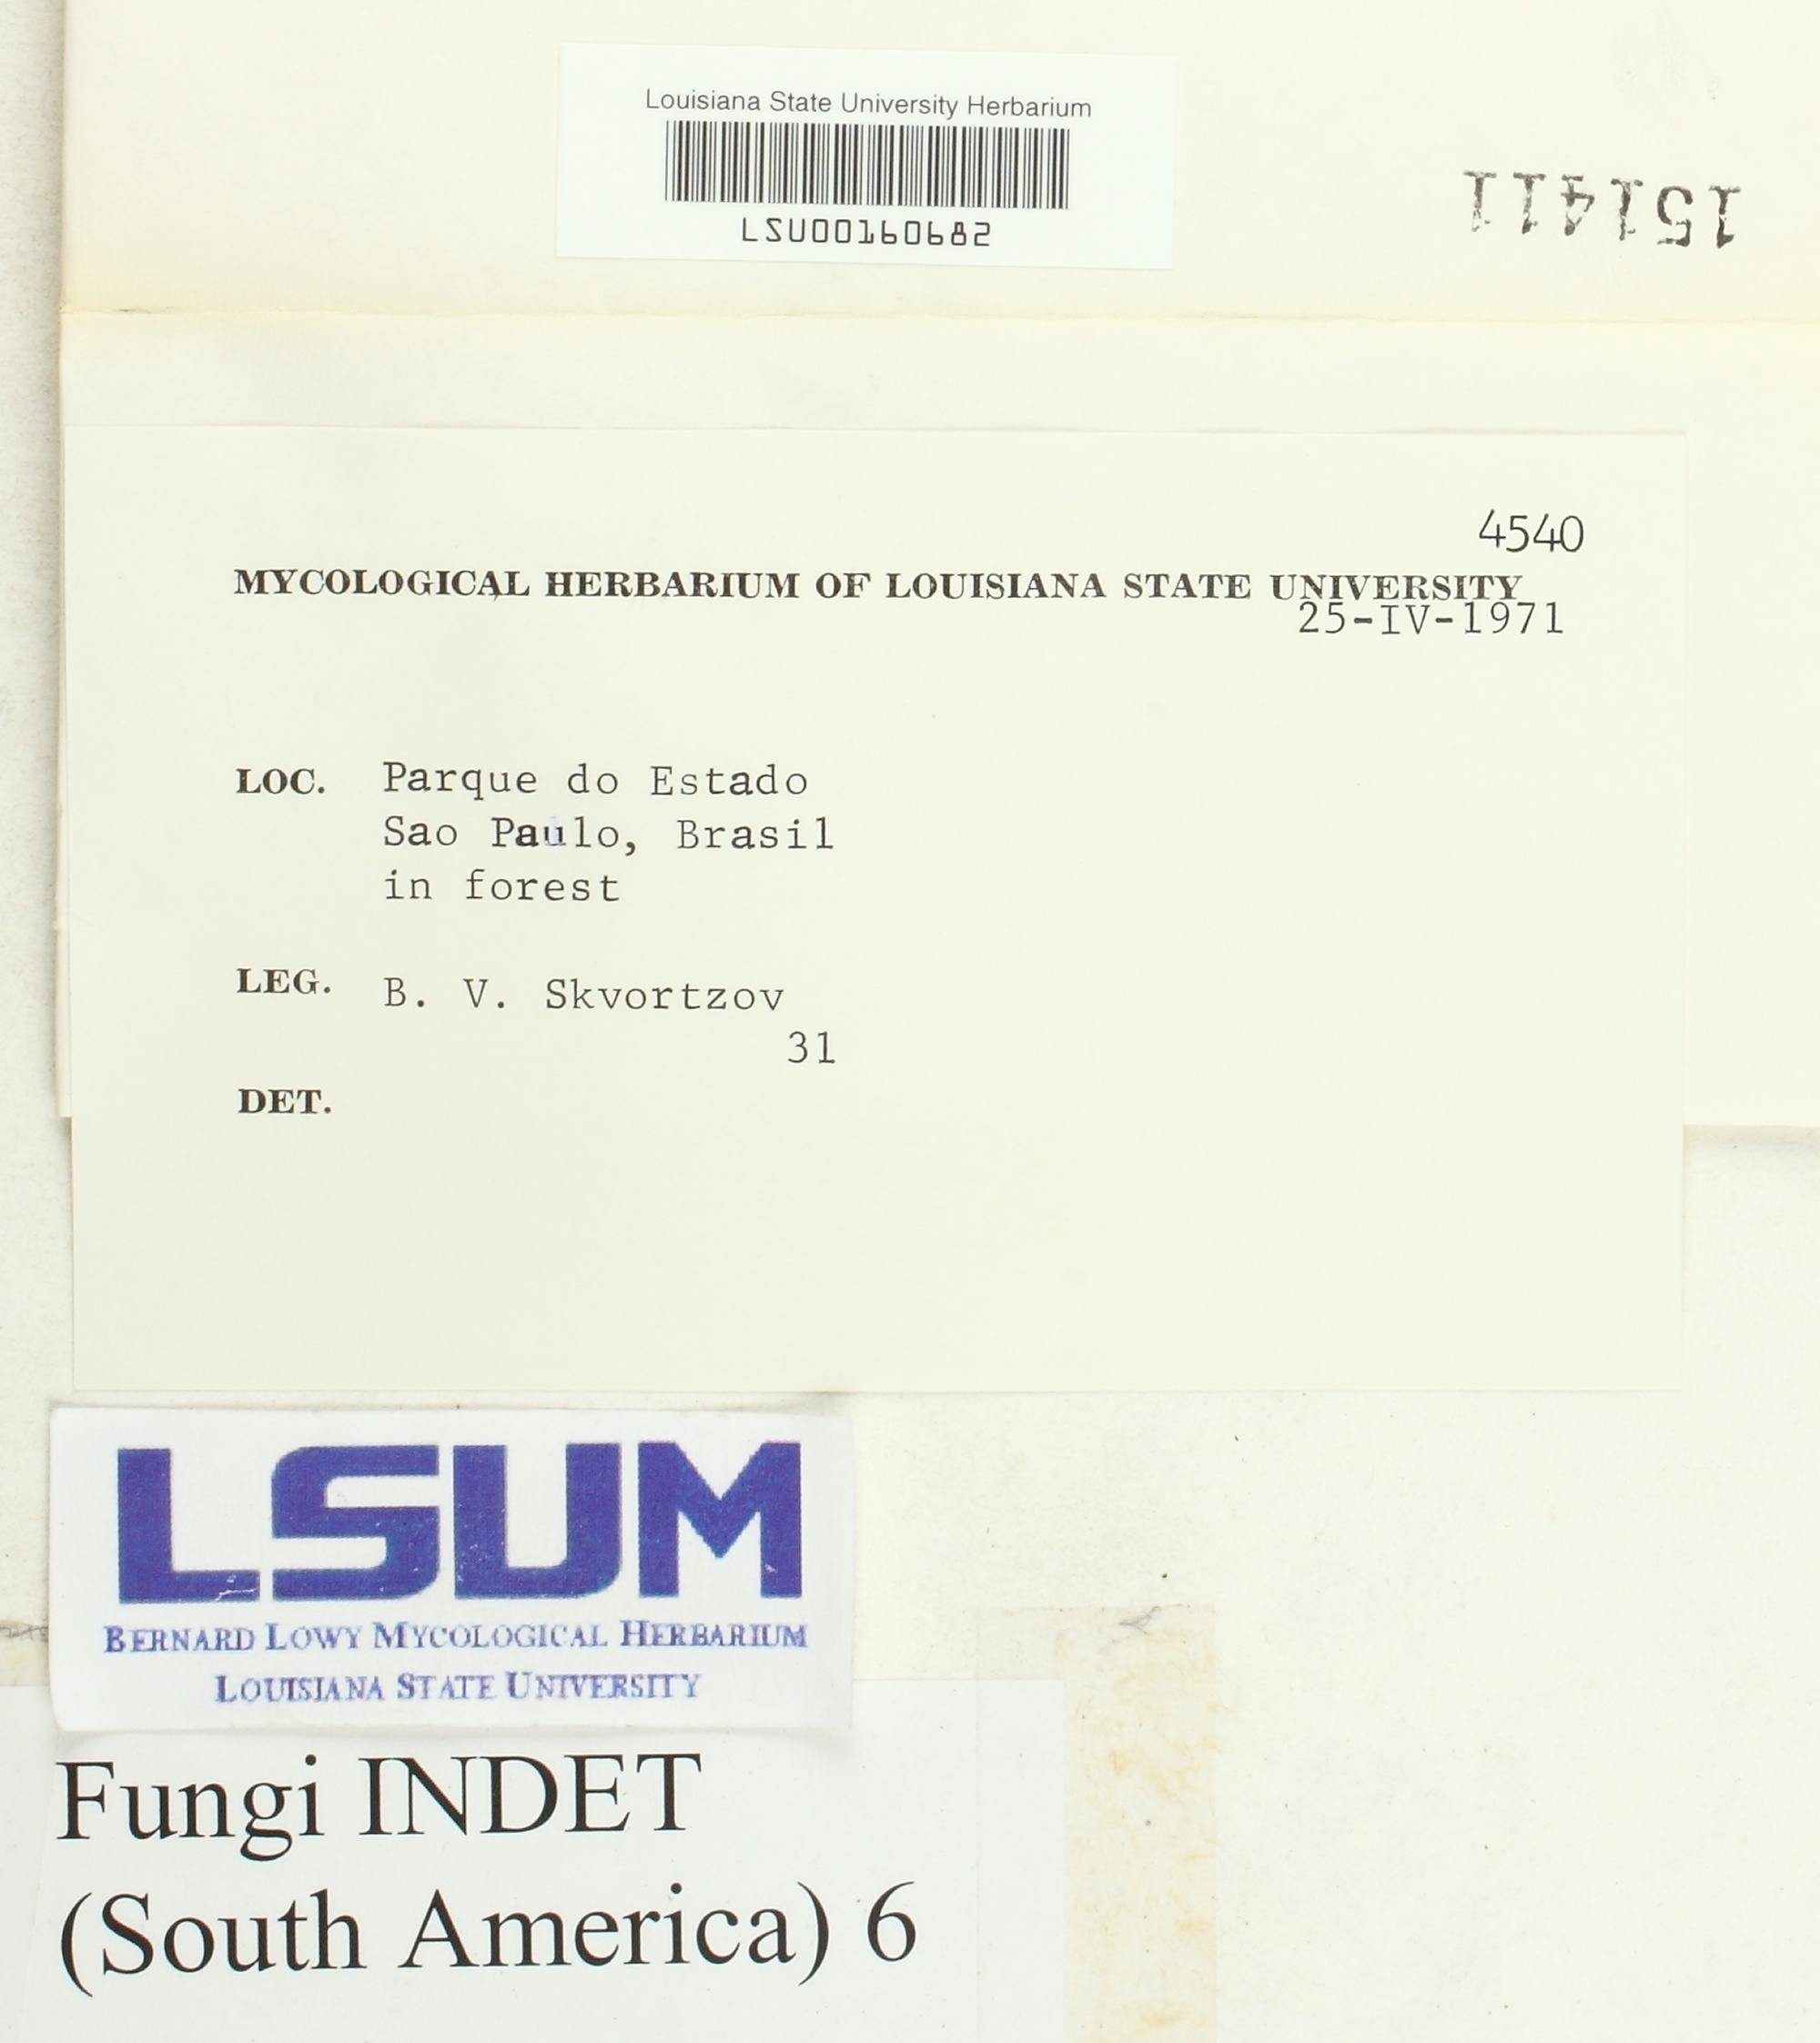 Louisiana State University Herbarium
LSU00160682
151411
4540
MYCOLOGICAL HERBARIUM OF LOUISIANA STATE UNIVERSITY
25-IV-1971
LOC. Parque do Estado
Sao Paulo, Brasil
in forest
LEG. B. V. Skvortzov
31
DET.
LSUM
BERNARD LOWY MYCOLOGICAL HERBARIUM
LOUISIANA STATE UNIVERSITY
Fungi INDET
(South America) 6